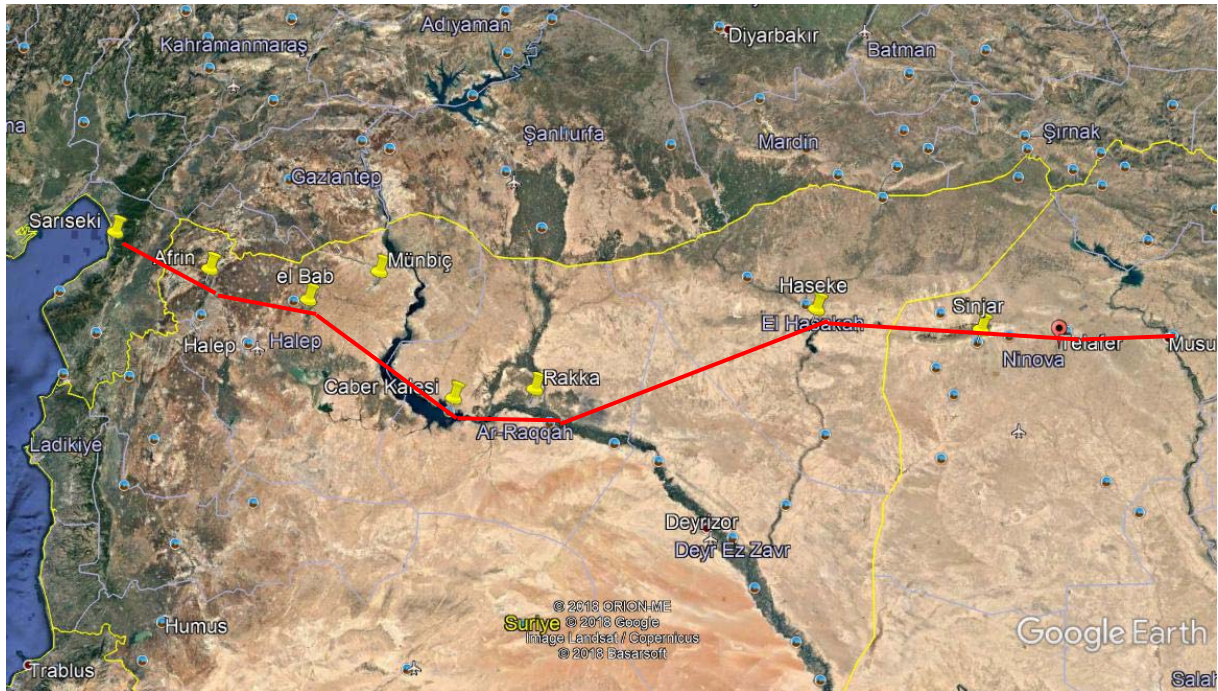 Adıyaman
Kahramanmaraş
Diyarbakır
Batman
Şanlıurfa
Mardin
Şırnak
Gaziantep
Sarıseki
Afrin
el Bab
Münbiç
Haseke
El Hasakah
Sinjar
Telafer
Musu
Ninova
Halep
Halep
Caber Kalesi
Rakka
Ar-Raqqah
Ladikiye
Deyrizor
Deyr Ez Zavr
Humus
Suriye
© 2018 ORION-ME
© 2018 Google
Image Landsat / Copernicus
© 2018 Basarsoft
Google Earth
Trablus
Salah